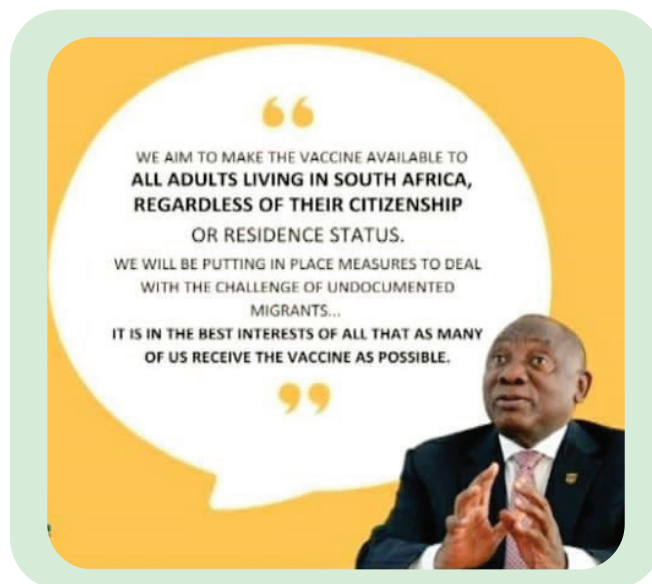 “
WE AIM TO MAKE THE VACCINE AVAILABLE TO
ALL ADULTS LIVING IN SOUTH AFRICA,
REGARDLESS OF THEIR CITIZENSHIP
OR RESIDENCE STATUS.
WE WILL BE PUTTING IN PLACE MEASURES TO DEAL
WITH THE CHALLENGE OF UNDOCUMENTED
MIGRANTS...
IT IS IN THE BEST INTERESTS OF ALL THAT AS MANY
OF US RECEIVE THE VACCINE AS POSSIBLE.
”